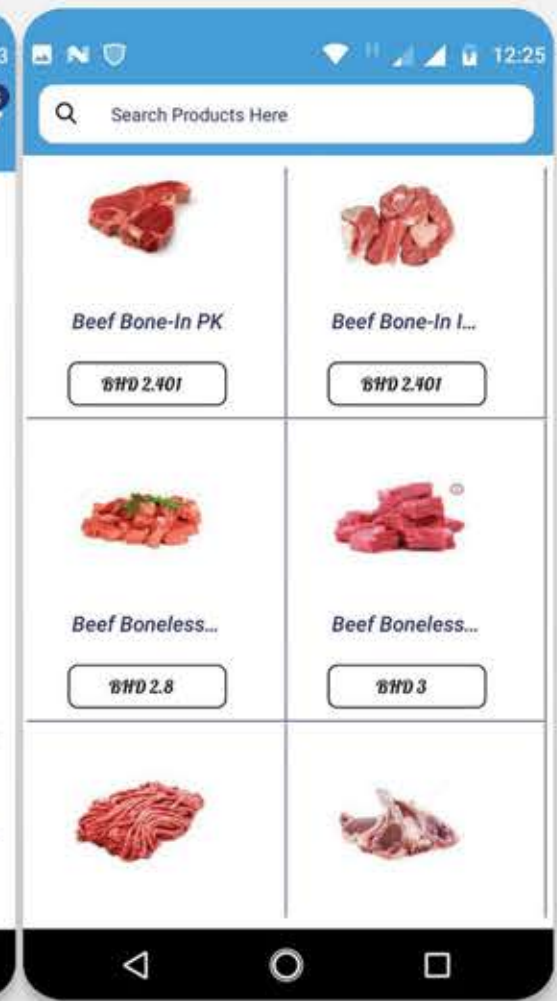 12:25
Search Products Here
Beef Bone-In PK
Beef Bone-In I...
BHD 2.401
BHD 2.401
Beef Boneless...
Beef Boneless...
BHD 2.8
BHD 3